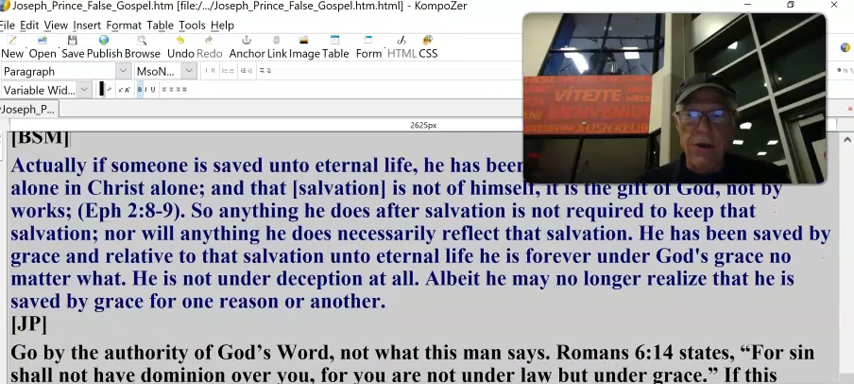 Joseph_Prince_False_Gospel.htm [file:/.../Joseph_Prince_False_Gospel.htm.html] - KompoZer
File Edit View Insert Format Table Tools Help
New Open Save Publish Browse Undo Redo Anchor Link Image Table Form HTML CSS
Paragraph MsoN...
Variable Wid... B I U
Joseph_P...
2625px
VÍTEJTE
BIENVENIDO
[BSM]
Actually if someone is saved unto eternal life, he has been
alone in Christ alone; and that [salvation] is not of himself, it is the gift of God, not by
works; (Eph 2:8-9). So anything he does after salvation is not required to keep that
salvation; nor will anything he does necessarily reflect that salvation. He has been saved by
grace and relative to that salvation unto eternal life he is forever under God's grace no
matter what. He is not under deception at all. Albeit he may no longer realize that he is
saved by grace for one reason or another.
[JP]
Go by the authority of God's Word, not what this man says. Romans 6:14 states, “For sin
shall not have dominion over you, for you are not under law but under grace.” If this